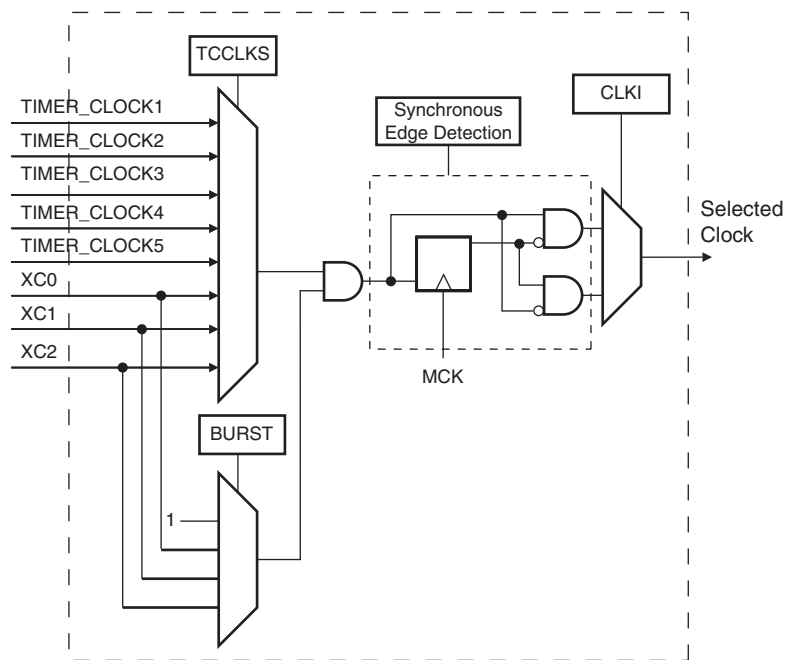 TCCLKS
TIMER_CLOCK1
TIMER_CLOCK2
TIMER_CLOCK3
TIMER_CLOCK4
TIMER_CLOCK5
XC0
XC1
XC2
Synchronous
Edge Detection
CLKI
Selected
Clock
MCK
BURST
1